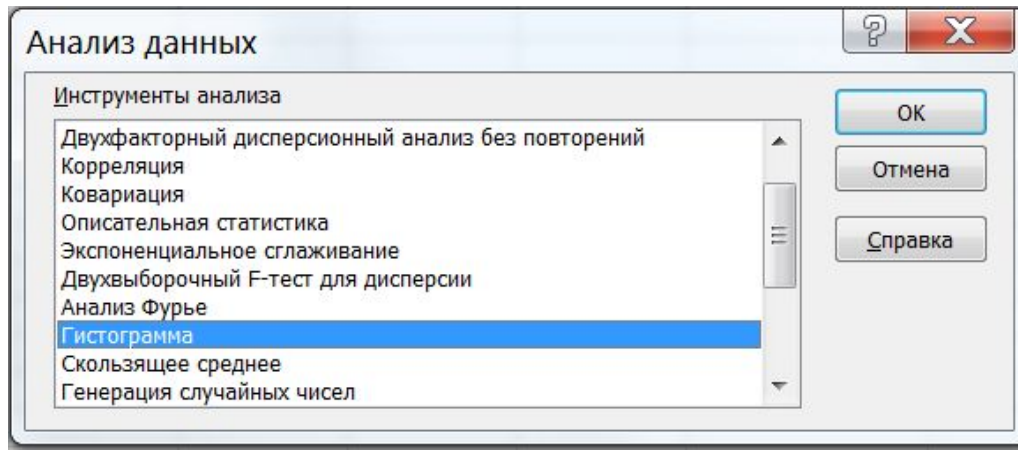 Анализ данных
Инструменты анализа
Двухфакторный дисперсионный анализ без повторений
Корреляция
Ковариация
Описательная статистика
Экспоненциальное сглаживание
Двухвыборочный F-тест для дисперсии
Анализ Фурье
Гистограмма
Скользящее среднее
Генерация случайных чисел
OK
Отмена
Справка